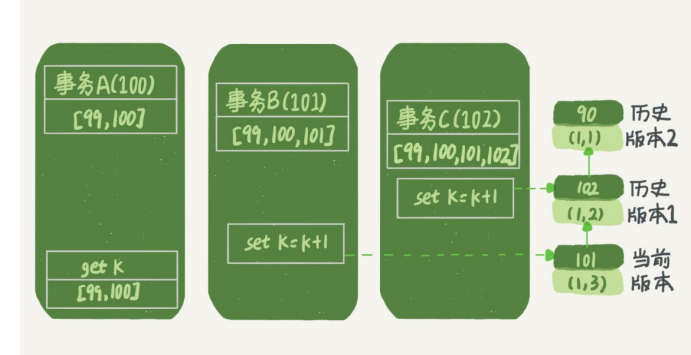 事务A(100)
[99,100]
get K
[99,100]
事务B(101)
[99,100,101]
set K=k+1
事务C(102)
[99,100,101,102]
set K=k+1
90
(1,1)
历史
版本2
102
(1,2)
历史
版本1
101
(1,3)
当前
版本